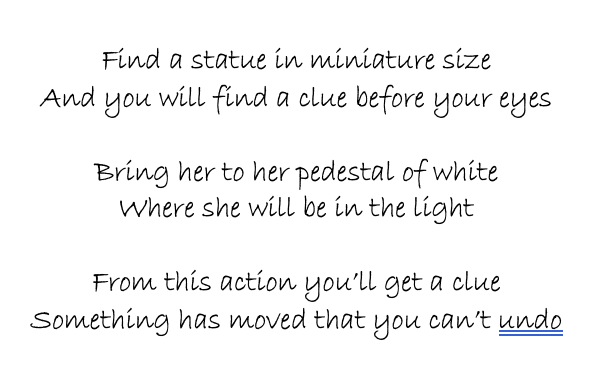 Find a statue in miniature size
And you will find a clue before your eyes
Bring her to her pedestal of white
Where she will be in the light
From this action you'll get a clue
Something has moved that you can't undo